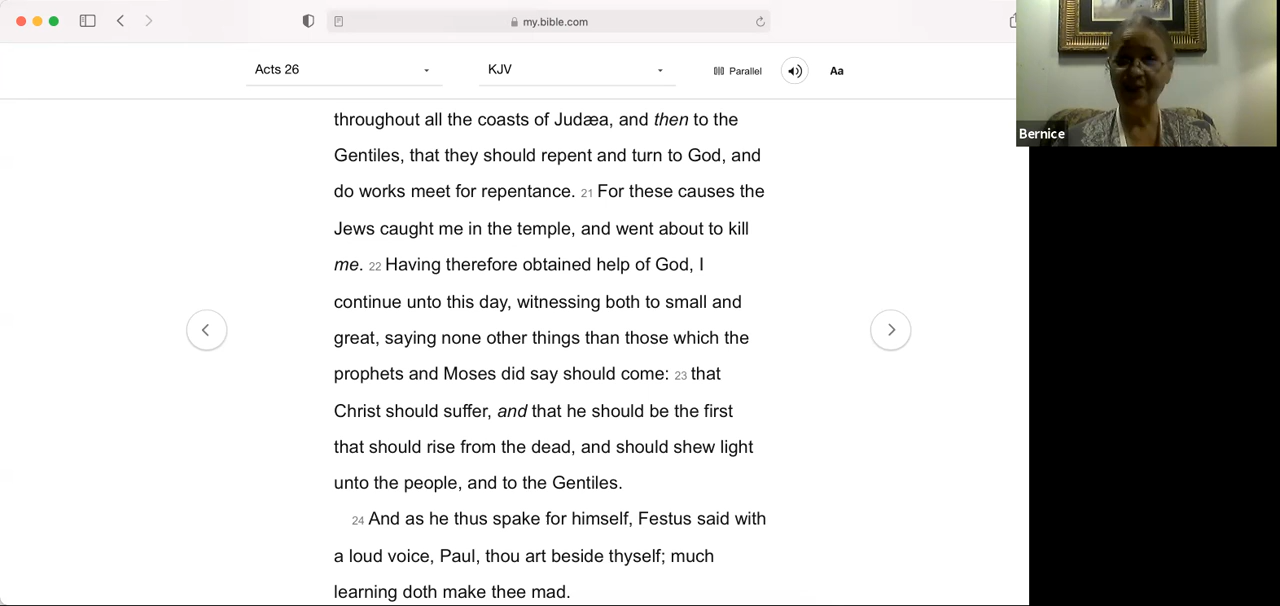 my.bible.com
Acts 26
KJV
Parallel
Aa
Bernice
throughout all the coasts of Judæa, and then to the
Gentiles, that they should repent and turn to God, and
do works meet for repentance. 21 For these causes the
Jews caught me in the temple, and went about to kill
me. 22 Having therefore obtained help of God, I
continue unto this day, witnessing both to small and
great, saying none other things than those which the
prophets and Moses did say should come: 23 that
Christ should suffer, and that he should be the first
that should rise from the dead, and should shew light
unto the people, and to the Gentiles.
24 And as he thus spake for himself, Festus said with
a loud voice, Paul, thou art beside thyself; much
learning doth make thee mad.